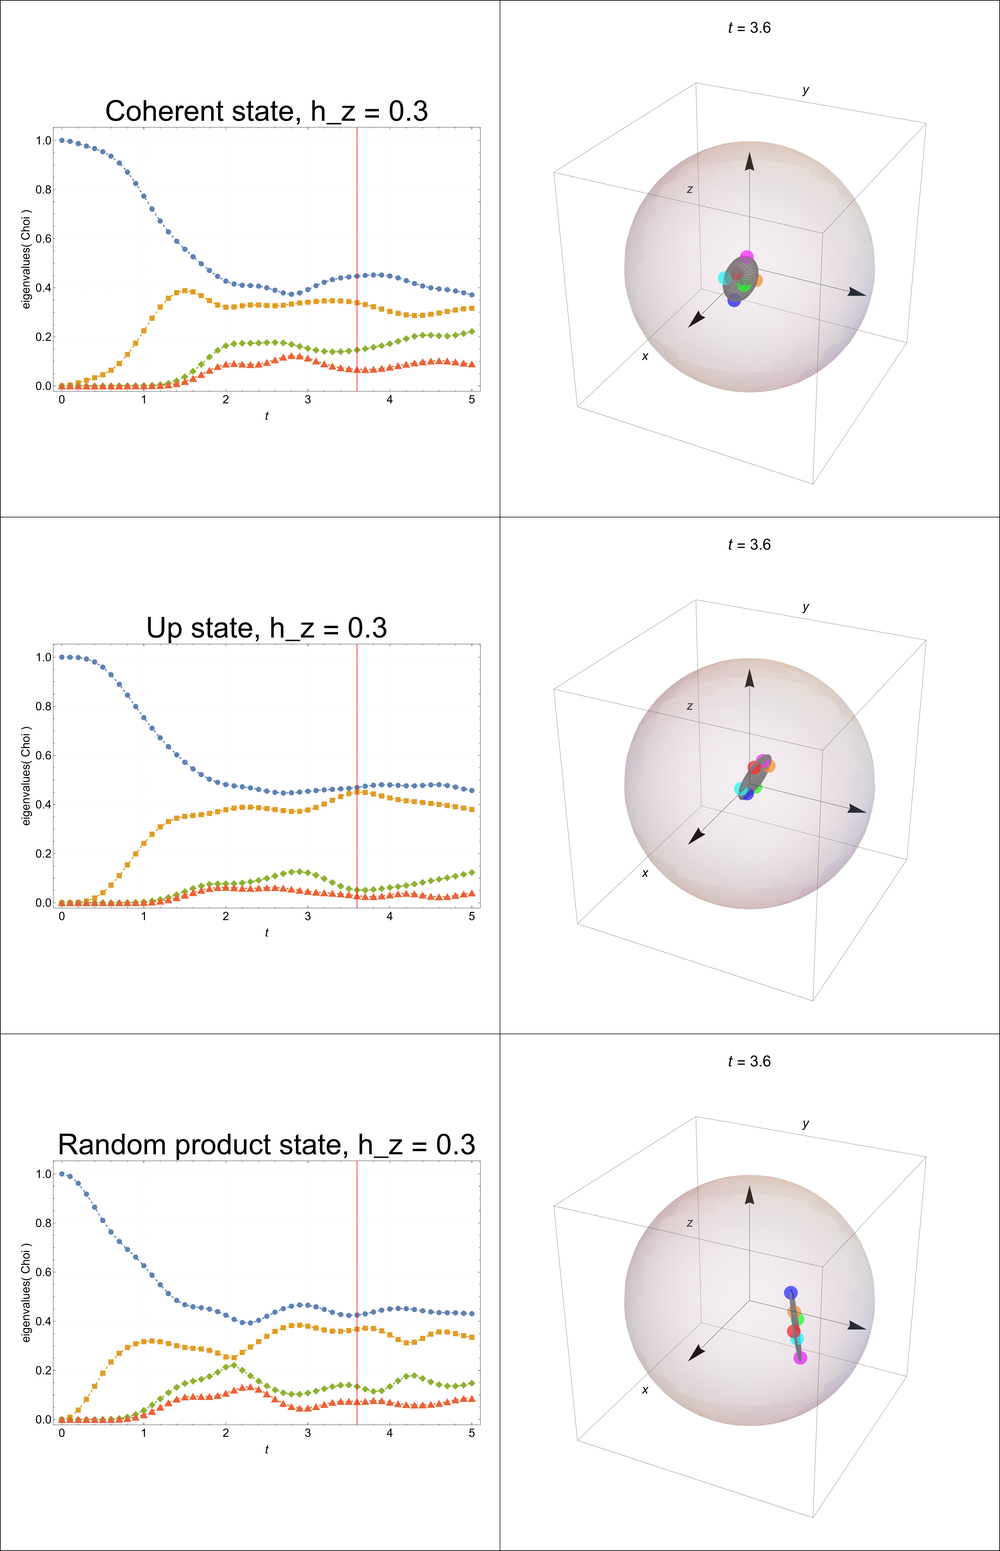 Coherent state, h_z = 0.3
eigenvalues( Choi )
1.0
0.8
0.6
0.4
0.2
0.0
0 1 2 3 4 5
t
t = 3.6
y
z
x
Up state, h_z = 0.3
eigenvalues( Choi )
1.0
0.8
0.6
0.4
0.2
0.0
0 1 2 3 4 5
t
t = 3.6
y
z
x
Random product state, h_z = 0.3
eigenvalues( Choi )
1.0
0.8
0.6
0.4
0.2
0.0
0 1 2 3 4 5
t
t = 3.6
y
z
x